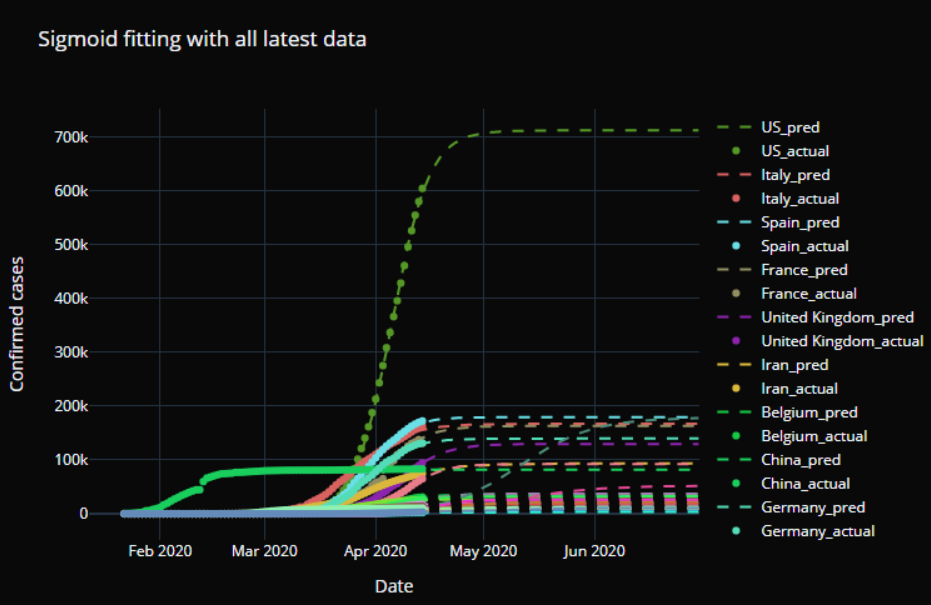 Sigmoid fitting with all latest data
700k
600k
500k
400k
300k
200k
100k
0
Confirmed cases
Feb 2020
Mar 2020
Apr 2020
May 2020
Jun 2020
Date
US_pred
US_actual
Italy_pred
Italy_actual
Spain_pred
Spain_actual
France_pred
France_actual
United Kingdom_pred
United Kingdom_actual
Iran_pred
Iran_actual
Belgium_pred
Belgium_actual
China_pred
China_actual
Germany_pred
Germany_actual